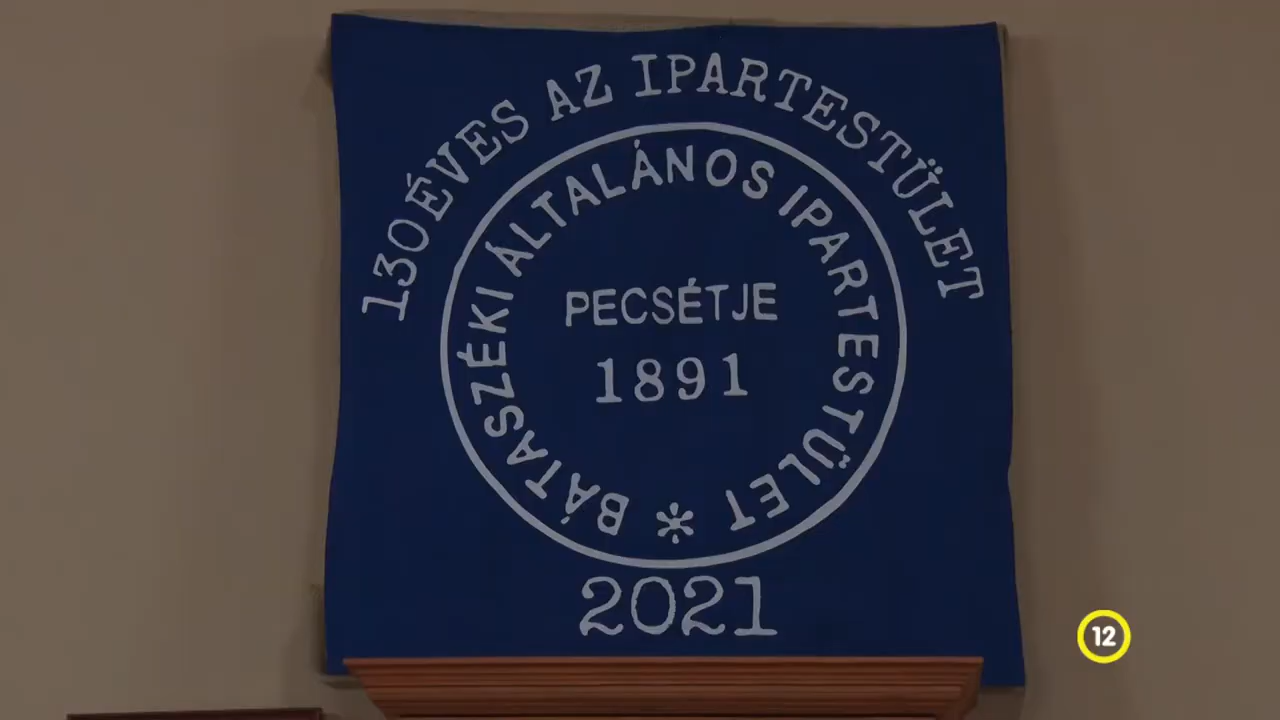 130 ÉVES AZ IPARTESTÜLET
BÁTASZÉKI ÁLTALÁNOS IPARTESTÜLET *
PECSÉTJE
1891
2021
12